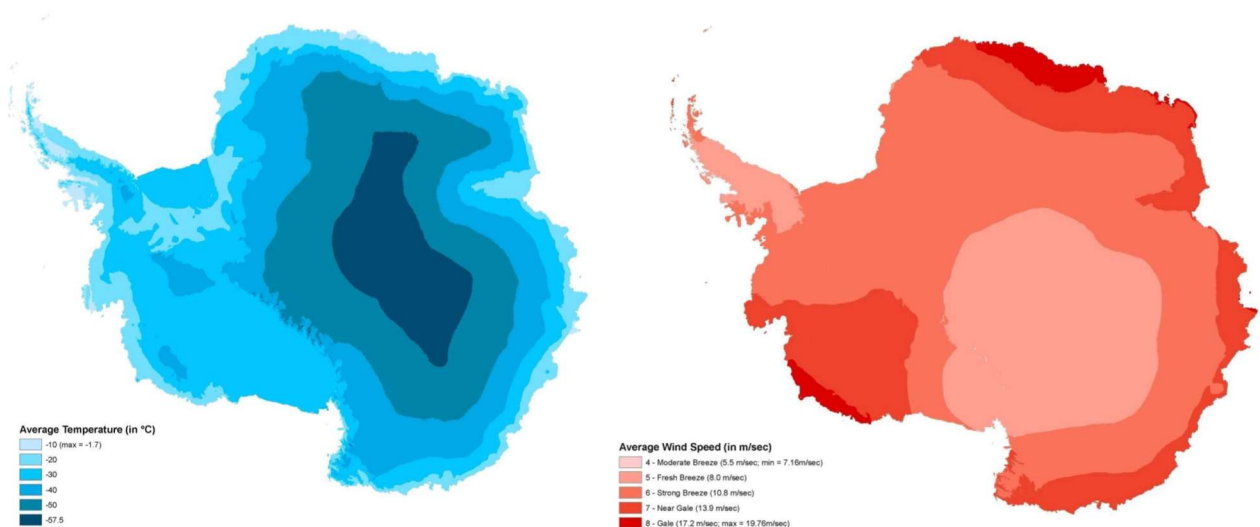 Average Temperature (in °C)
-10 (max = -1.7)
-20
-30
-40
-50
-57.5
Average Wind Speed (in m/sec)
4 - Moderate Breeze (5.5 m/sec; min = 7.16m/sec)
5 - Fresh Breeze (8.0 m/sec)
6 - Strong Breeze (10.8 m/sec)
7 - Near Gale (13.9 m/sec)
8 - Gale (17.2 m/sec; max = 19.76m/sec)